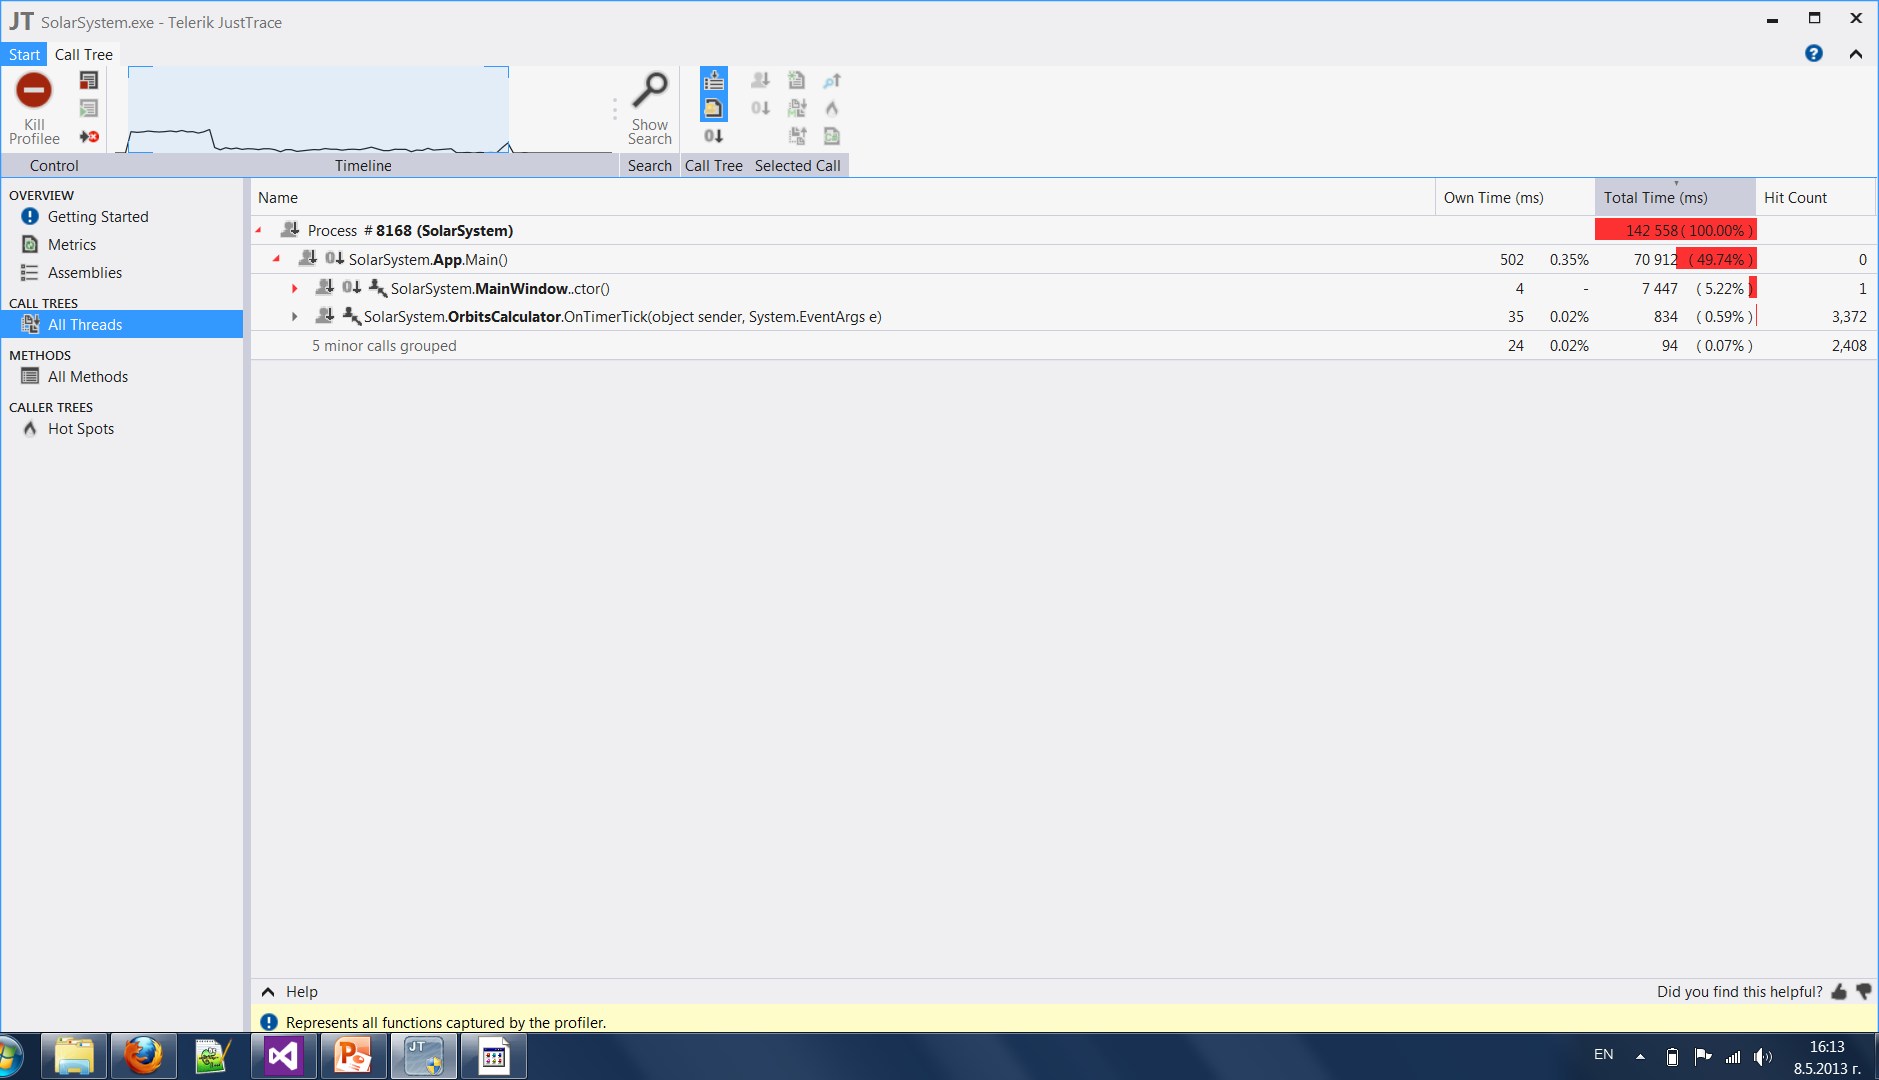 JT SolarSystem.exe - Telerik JustTrace
Start Call Tree
Kill Profilee
Show Search
Control Timeline Search Call Tree Selected Call
OVERVIEW
Getting Started
Metrics
Assemblies
CALL TREES
All Threads
METHODS
All Methods
CALLER TREES
Hot Spots
Name Own Time (ms) Total Time (ms) Hit Count
Process # 8168 (SolarSystem) 142 558 ( 100.00% )
SolarSystem.App.Main() 502 0.35% 70 912 ( 49.74% ) 0
SolarSystem.MainWindow..ctor() 4 - 7 447 ( 5.22% ) 1
SolarSystem.OrbitsCalculator.OnTimerTick(object sender, System.EventArgs e) 35 0.02% 834 ( 0.59% ) 3,372
5 minor calls grouped 24 0.02% 94 ( 0.07% ) 2,408
Help Did you find this helpful?
Represents all functions captured by the profiler.
JT
EN
16:13
8.5.2013 г.